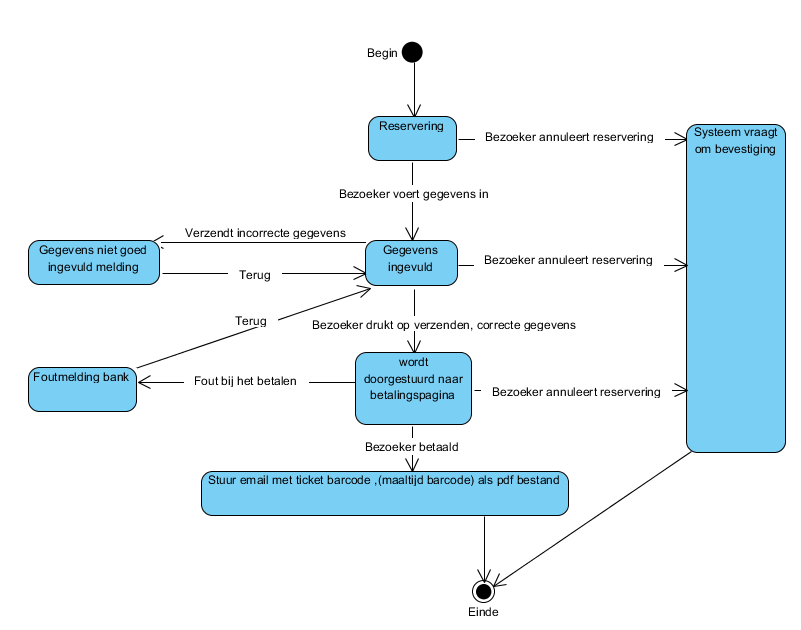 Begin
Reservering
Bezoeker annuleert reservering
Systeem vraagt
om bevestiging
Bezoeker voert gegevens in
Verzendt incorrecte gegevens
Gegevens niet goed
ingevuld melding
Gegevens
ingevuld
Bezoeker annuleert reservering
Terug
Terug
Bezoeker drukt op verzenden, correcte gegevens
Foutmelding bank
Fout bij het betalen
wordt
doorgestuurd naar
betalingspagina
Bezoeker annuleert reservering
Bezoeker betaald
Stuur email met ticket barcode ,(maaltijd barcode) als pdf bestand
Einde